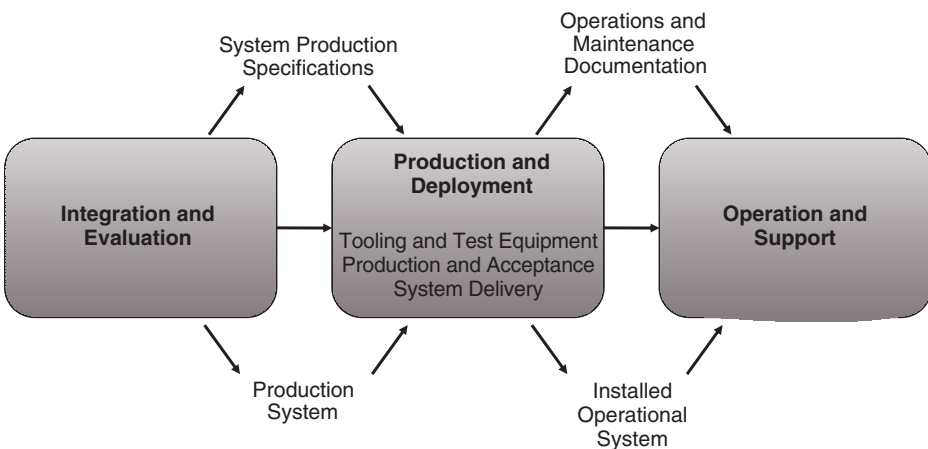 System Production
Specifications
Operations and
Maintenance
Documentation
Integration and
Evaluation
Production and
Deployment
Tooling and Test Equipment
Production and Acceptance
System Delivery
Operation and
Support
Production
System
Installed
Operational
System